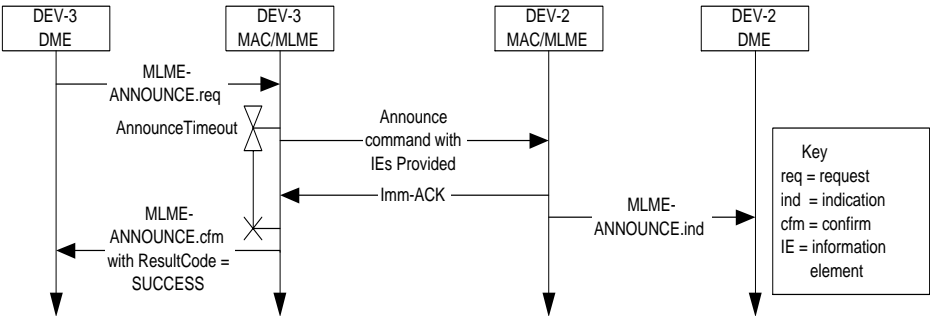 DEV-3
DME
DEV-3
MAC/MLME
DEV-2
MAC/MLME
DEV-2
DME
MLME-
ANNOUNCE.req
AnnounceTimeout
Announce
command with
IEs Provided
Imm-ACK
MLME-
ANNOUNCE.ind
MLME-
ANNOUNCE.cfm
with ResultCode =
SUCCESS
Key
req = request
ind = indication
cfm = confirm
IE = information
element